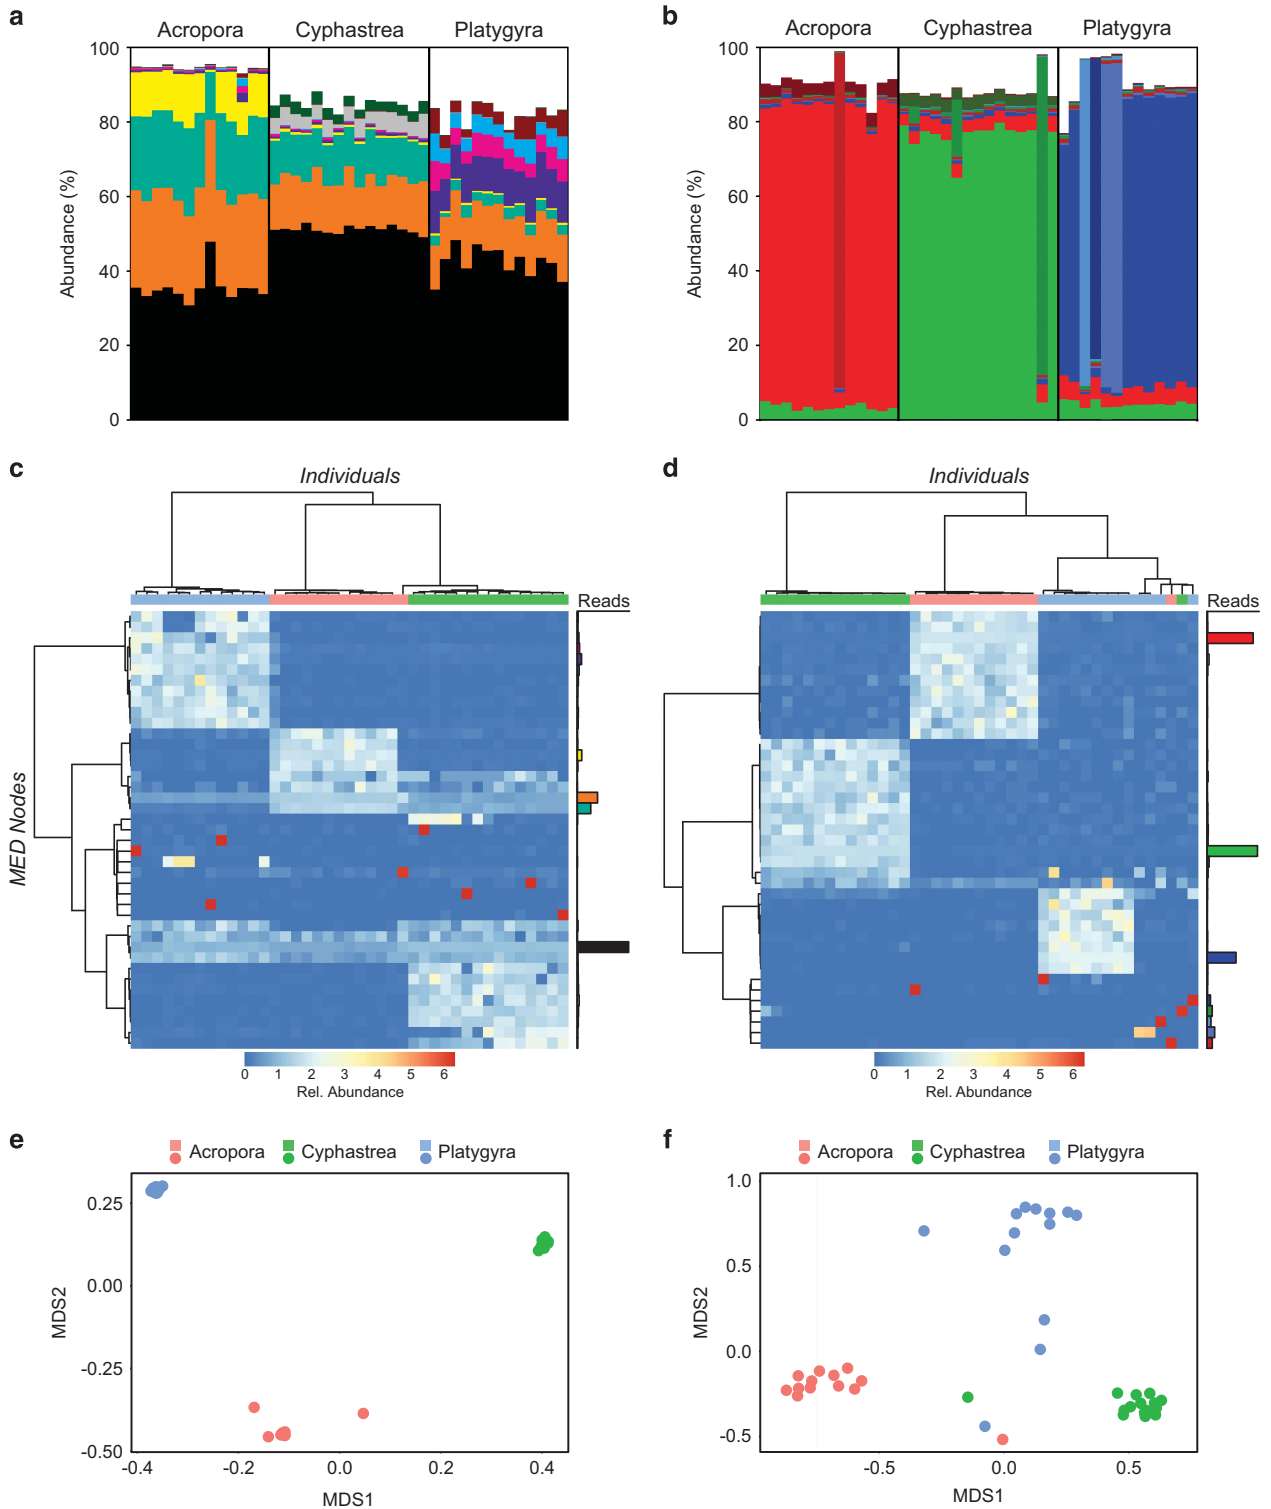 a
Acropora Cyphastrea Platygyra
100
80
60
40
20
0
Abundance (%)
b
Acropora Cyphastrea Platygyra
100
80
60
40
20
0
Abundance (%)
c
Individuals
Reads
MED Nodes
0 1 2 3 4 5 6
Rel. Abundance
d
Individuals
Reads
0 1 2 3 4 5 6
Rel. Abundance
e
Acropora Cyphastrea Platygyra
0.25
0.00
-0.25
-0.50
MDS2
-0.4 -0.2 0.0 0.2 0.4
MDS1
f
Acropora Cyphastrea Platygyra
1.0
0.5
0.0
-0.5
MDS2
-0.5 0.0 0.5
MDS1